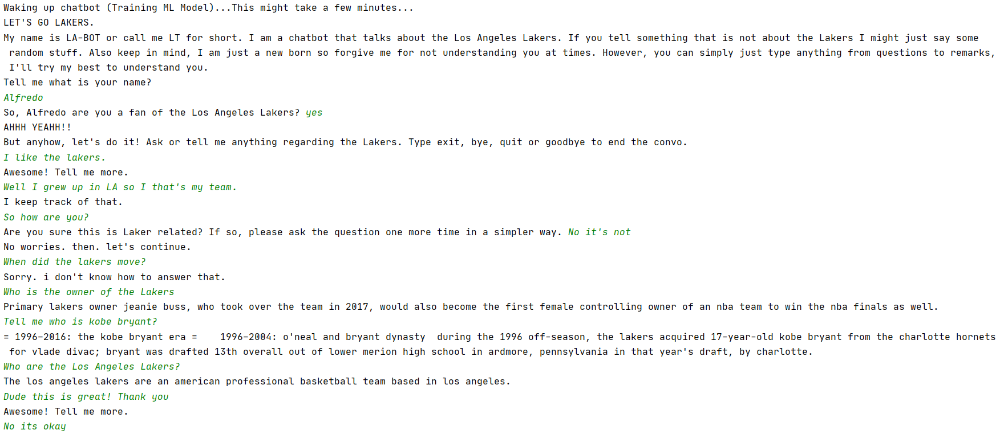 Waking up chatbot (Training ML Model)...This might take a few minutes...
LET'S GO LAKERS.
My name is LA-BOT or call me LT for short. I am a chatbot that talks about the Los Angeles Lakers. If you tell something that is not about the Lakers I might just say some
random stuff. Also keep in mind, I am just a new born so forgive me for not understanding you at times. However, you can simply just type anything from questions to remarks,
I'll try my best to understand you.
Tell me what is your name?
Alfredo
So, Alfredo are you a fan of the Los Angeles Lakers? yes
AHHH YEAHH!!
But anyhow, let's do it! Ask or tell me anything regarding the Lakers. Type exit, bye, quit or goodbye to end the convo.
I like the lakers.
Awesome! Tell me more.
Well I grew up in LA so I that's my team.
I keep track of that.
So how are you?
Are you sure this is Laker related? If so, please ask the question one more time in a simpler way. No it's not
No worries. then. let's continue.
When did the lakers move?
Sorry. i don't know how to answer that.
Who is the owner of the Lakers
Primary lakers owner jeanie buss, who took over the team in 2017, would also become the first female controlling owner of an nba team to win the nba finals as well.
Tell me who is kobe bryant?
= 1996–2016: the kobe bryant era =    1996–2004: o'neal and bryant dynasty  during the 1996 off-season, the lakers acquired 17-year-old kobe bryant from the charlotte hornets
for vlade divac; bryant was drafted 13th overall out of lower merion high school in ardmore, pennsylvania in that year's draft, by charlotte.
Who are the Los Angeles Lakers?
The los angeles lakers are an american professional basketball team based in los angeles.
Dude this is great! Thank you
Awesome! Tell me more.
No its okay